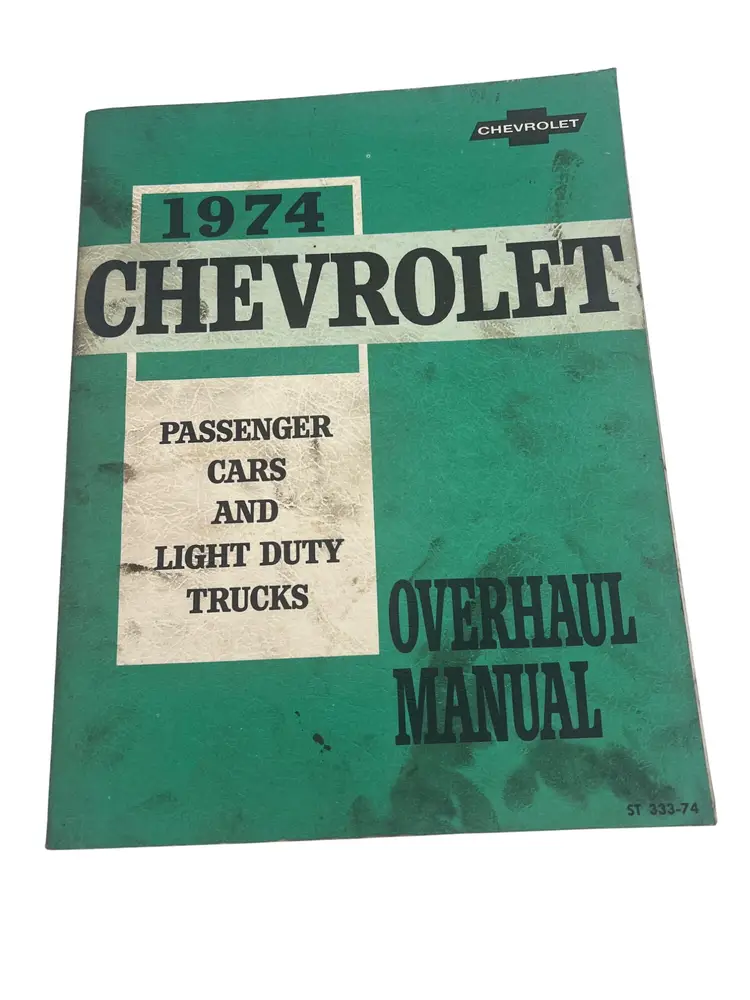 CHEVROLET
1974
CHEVROLET
PASSENGER
CARS
AND
LIGHT DUTY
TRUCKS
OVERHAUL
MANUAL
ST 333-74